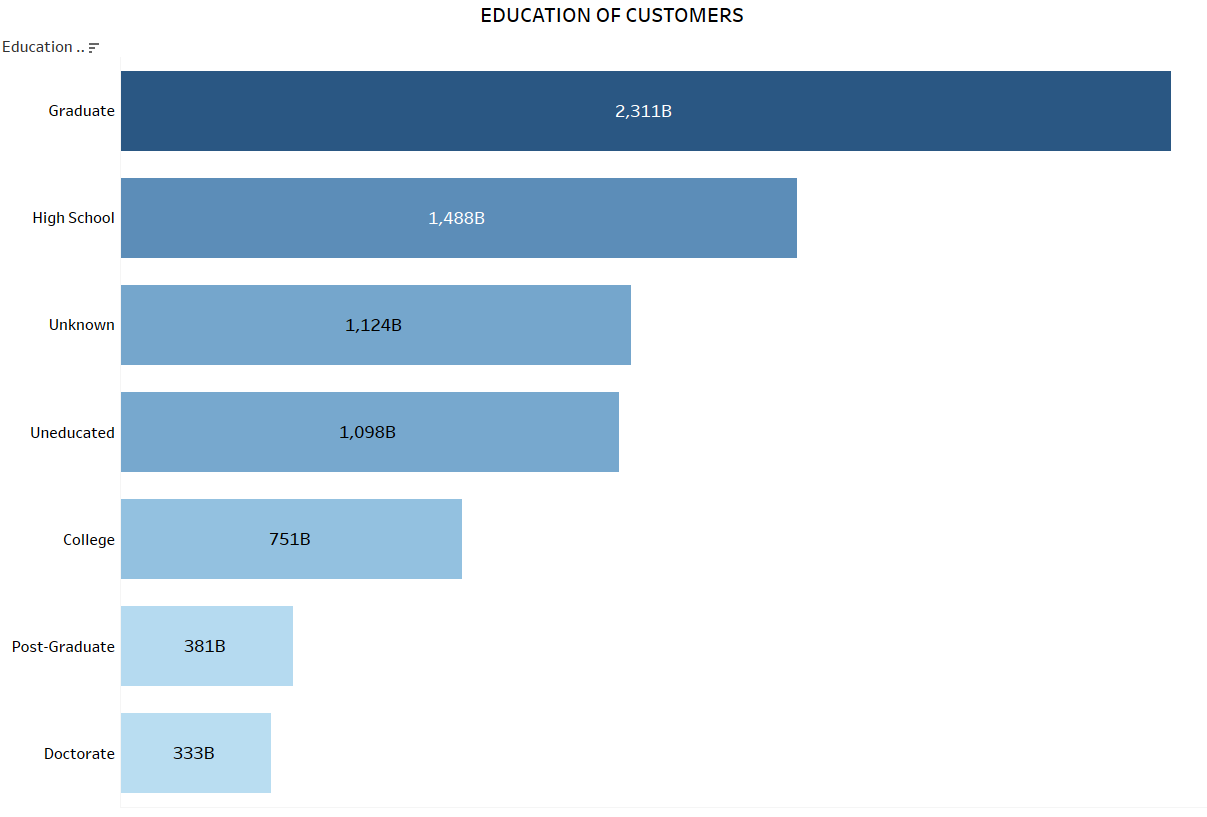 EDUCATION OF CUSTOMERS
Education ..
Graduate
2,311B
High School
1,488B
Unknown
1,124B
Uneducated
1,098B
College
751B
Post-Graduate
381B
Doctorate
333B